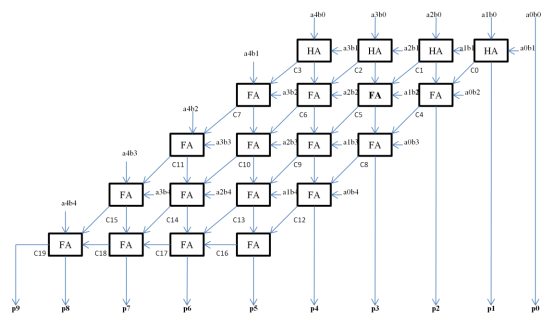 a4b0 a3b0 a2b0 a1b0 a0b0
HA a3b1 HA a2b1 HA a1b1 HA a0b1
a4b1 C3 C2 C1 C0
FA a3b2 FA a2b2 FA a1b2 FA a0b2
a4b2 C7 C6 C5 C4
FA a3b3 FA a2b3 FA a1b3 FA a0b3
a4b3 C11 C10 C9 C8
FA a3b4 FA a2b4 FA a1b4 FA a0b4
a4b4 C15 C14 C13 C12
FA FA FA FA
C19 C18 C17 C16
p9 p8 p7 p6 p5 p4 p3 p2 p1 p0